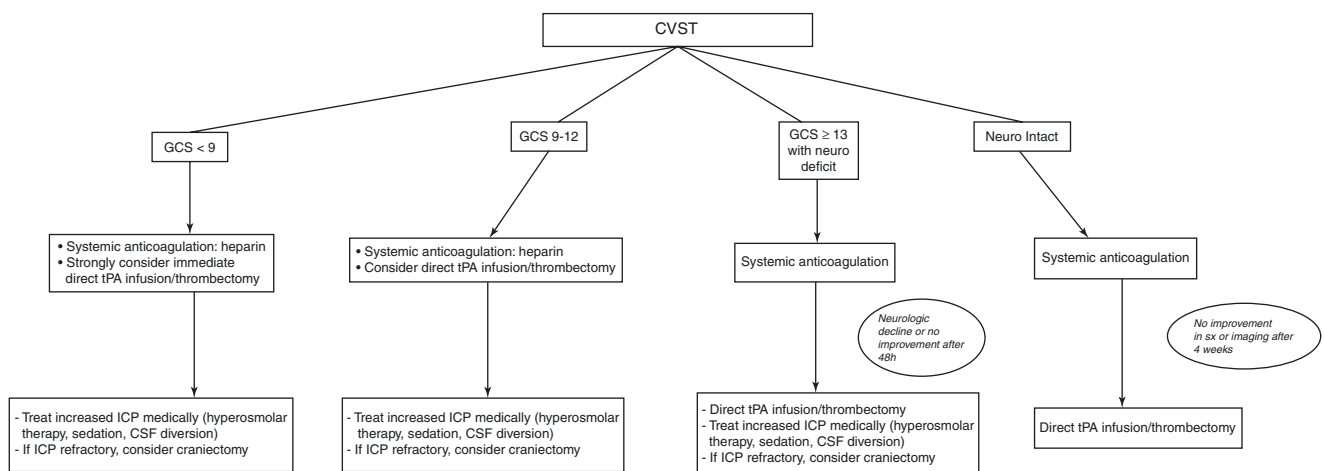 CVST
GCS < 9
• Systemic anticoagulation: heparin
• Strongly consider immediate
direct tPA infusion/thrombectomy
- Treat increased ICP medically (hyperosmolar
therapy, sedation, CSF diversion)
- If ICP refractory, consider craniectomy
GCS 9-12
• Systemic anticoagulation: heparin
• Consider direct tPA infusion/thrombectomy
- Treat increased ICP medically (hyperosmolar
therapy, sedation, CSF diversion)
- If ICP refractory, consider craniectomy
GCS ≥ 13
with neuro
deficit
Systemic anticoagulation
Neurologic
decline or no
improvement after
48h
- Direct tPA infusion/thrombectomy
- Treat increased ICP medically (hyperosmolar
therapy, sedation, CSF diversion)
- If ICP refractory, consider craniectomy
Neuro Intact
Systemic anticoagulation
No improvement
in sx or imaging after
4 weeks
Direct tPA infusion/thrombectomy